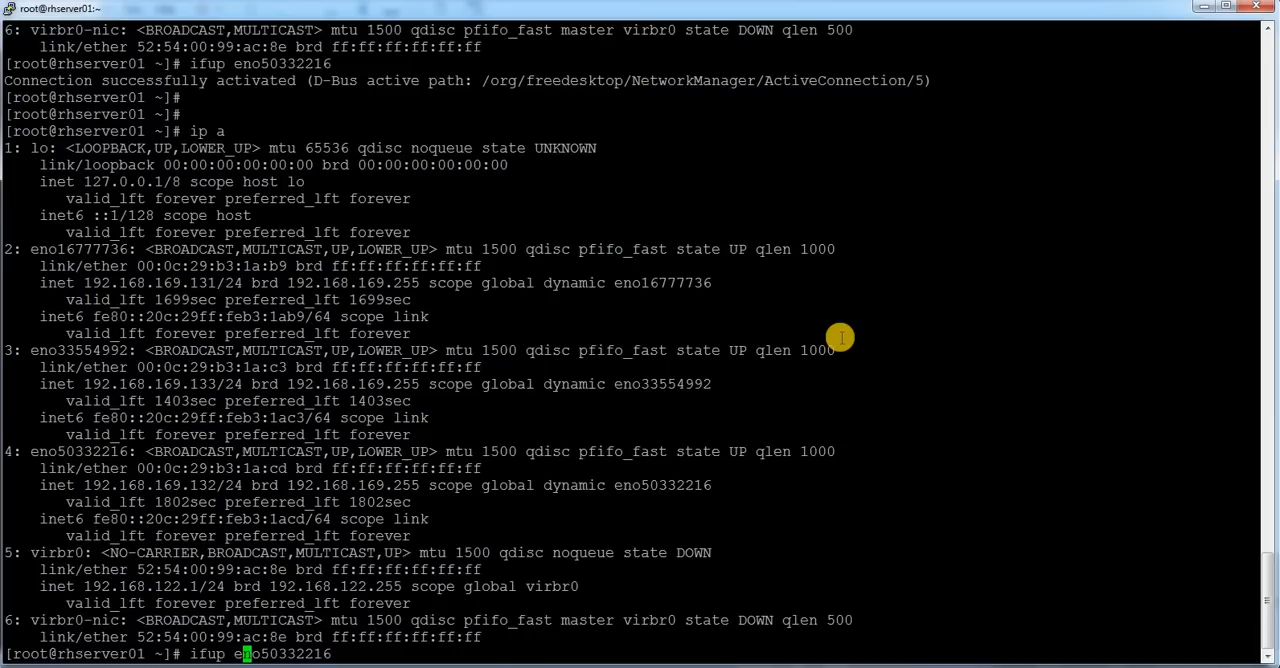 root@rhserver01:~
6: virbr0-nic: <BROADCAST,MULTICAST> mtu 1500 qdisc pfifo_fast master virbr0 state DOWN qlen 500
    link/ether 52:54:00:99:ac:8e brd ff:ff:ff:ff:ff:ff
[root@rhserver01 ~]# ifup eno50332216
Connection successfully activated (D-Bus active path: /org/freedesktop/NetworkManager/ActiveConnection/5)
[root@rhserver01 ~]#
[root@rhserver01 ~]#
[root@rhserver01 ~]# ip a
1: lo: <LOOPBACK,UP,LOWER_UP> mtu 65536 qdisc noqueue state UNKNOWN
    link/loopback 00:00:00:00:00:00 brd 00:00:00:00:00:00
    inet 127.0.0.1/8 scope host lo
       valid_lft forever preferred_lft forever
    inet6 ::1/128 scope host
       valid_lft forever preferred_lft forever
2: eno16777736: <BROADCAST,MULTICAST,UP,LOWER_UP> mtu 1500 qdisc pfifo_fast state UP qlen 1000
    link/ether 00:0c:29:b3:1a:b9 brd ff:ff:ff:ff:ff:ff
    inet 192.168.169.131/24 brd 192.168.169.255 scope global dynamic eno16777736
       valid_lft 1699sec preferred_lft 1699sec
    inet6 fe80::20c:29ff:feb3:1ab9/64 scope link
       valid_lft forever preferred_lft forever
3: eno33554992: <BROADCAST,MULTICAST,UP,LOWER_UP> mtu 1500 qdisc pfifo_fast state UP qlen 1000
    link/ether 00:0c:29:b3:1a:c3 brd ff:ff:ff:ff:ff:ff
    inet 192.168.169.133/24 brd 192.168.169.255 scope global dynamic eno33554992
       valid_lft 1403sec preferred_lft 1403sec
    inet6 fe80::20c:29ff:feb3:1ac3/64 scope link
       valid_lft forever preferred_lft forever
4: eno50332216: <BROADCAST,MULTICAST,UP,LOWER_UP> mtu 1500 qdisc pfifo_fast state UP qlen 1000
    link/ether 00:0c:29:b3:1a:cd brd ff:ff:ff:ff:ff:ff
    inet 192.168.169.132/24 brd 192.168.169.255 scope global dynamic eno50332216
       valid_lft 1802sec preferred_lft 1802sec
    inet6 fe80::20c:29ff:feb3:1acd/64 scope link
       valid_lft forever preferred_lft forever
5: virbr0: <NO-CARRIER,BROADCAST,MULTICAST,UP> mtu 1500 qdisc noqueue state DOWN
    link/ether 52:54:00:99:ac:8e brd ff:ff:ff:ff:ff:ff
    inet 192.168.122.1/24 brd 192.168.122.255 scope global virbr0
       valid_lft forever preferred_lft forever
6: virbr0-nic: <BROADCAST,MULTICAST> mtu 1500 qdisc pfifo_fast master virbr0 state DOWN qlen 500
    link/ether 52:54:00:99:ac:8e brd ff:ff:ff:ff:ff:ff
[root@rhserver01 ~]# ifup eno50332216